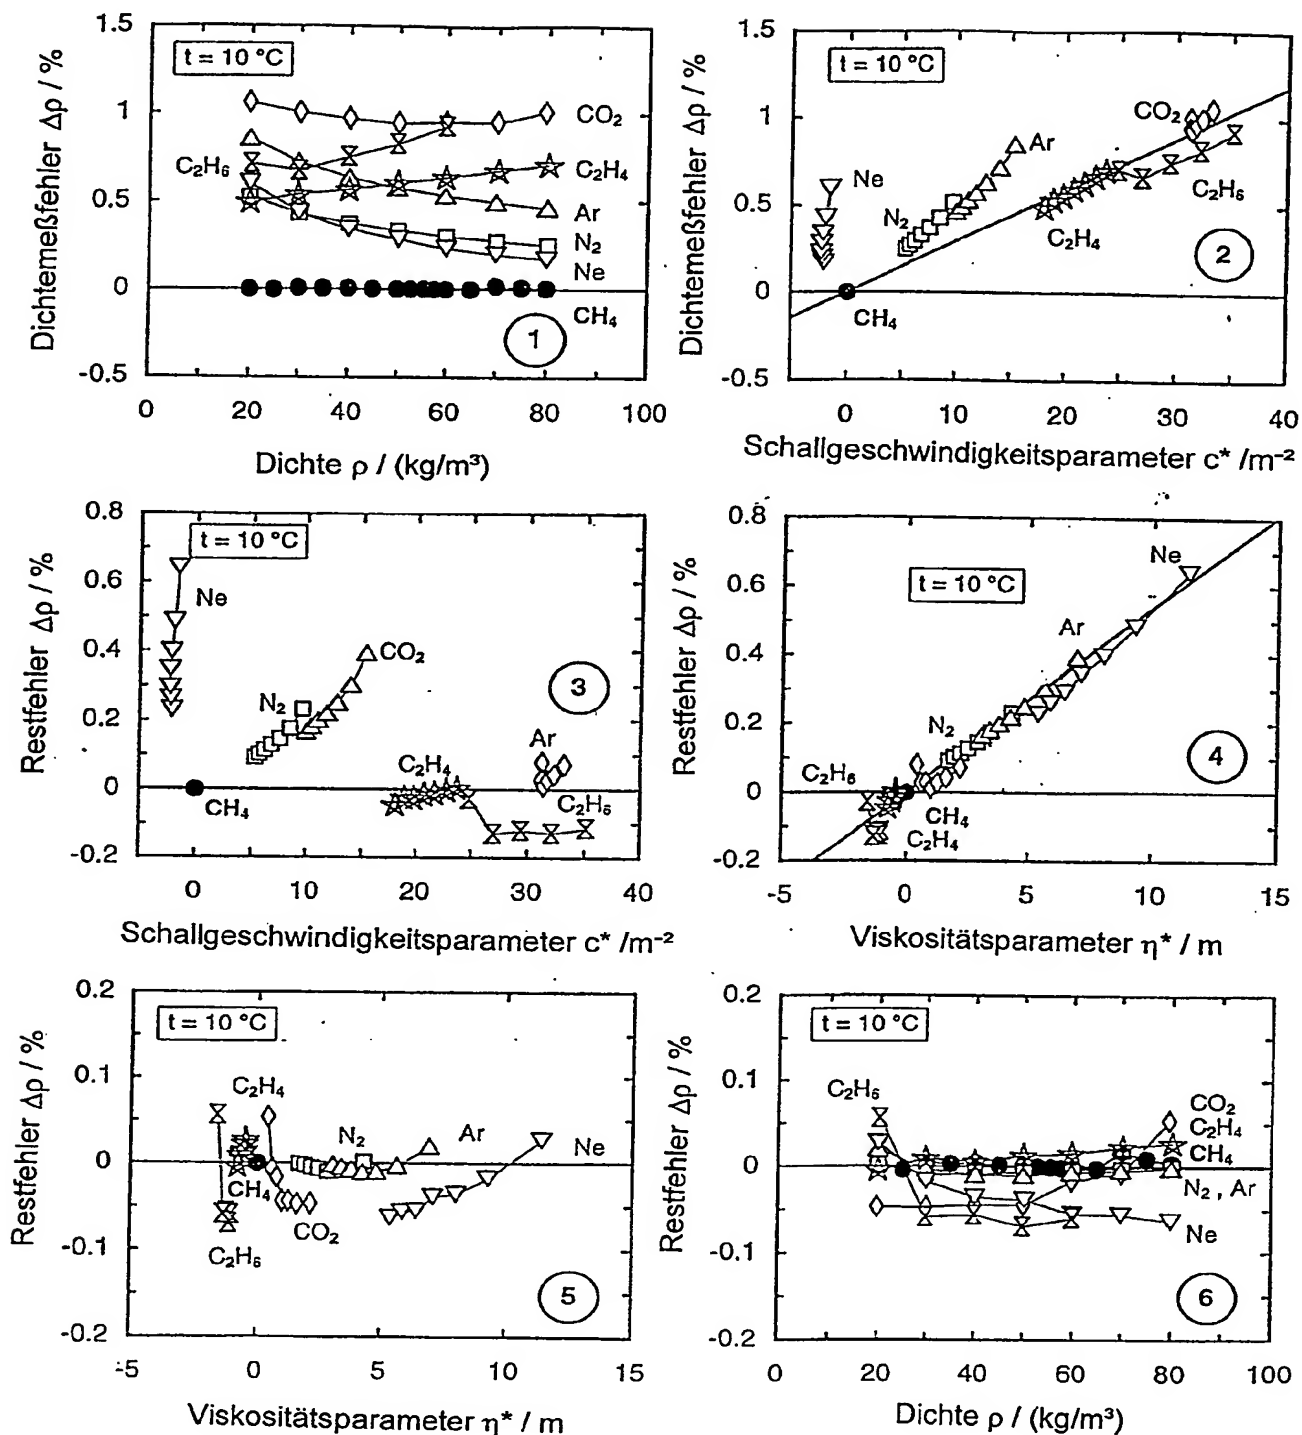 Dichtemeßfehler Δρ / %
1.5
1
0.5
0
-0.5
t = 10 °C
CO₂
C₂H₆
C₂H₄
Ar
N₂
Ne
CH₄
1
0 20 40 60 80 100
Dichte ρ / (kg/m³)
Dichtemeßfehler Δρ / %
1.5
1.0
0.5
0
-0.5
t = 10 °C
CO₂
Ar
Ne
N₂
C₂H₆
C₂H₄
2
CH₄
0 10 20 30 40
Schallgeschwindigkeitsparameter c* /m⁻²
Restfehler Δρ / %
0.8
0.6
0.4
0.2
0
-0.2
t = 10 °C
Ne
CO₂
3
N₂
Ar
C₂H₄
CH₄
C₂H₆
0 10 20 30 40
Schallgeschwindigkeitsparameter c* /m⁻²
Restfehler Δρ / %
0.8
0.6
0.4
0.2
0
-0.2
Ne
t = 10 °C
Ar
N₂
4
C₂H₆
CH₄
C₂H₄
-5 0 5 10 15
Viskositätsparameter η* / m
Restfehler Δρ / %
0.2
0.1
0
-0.1
-0.2
t = 10 °C
C₂H₄
N₂
Ar
Ne
CH₄
CO₂
C₂H₆
5
-5 0 5 10 15
Viskositätsparameter η* / m
Restfehler Δρ / %
0.2
0.1
0
-0.1
-0.2
t = 10 °C
C₂H₆
CO₂
C₂H₄
CH₄
N₂ , Ar
Ne
6
0 20 40 60 80 100
Dichte ρ / (kg/m³)